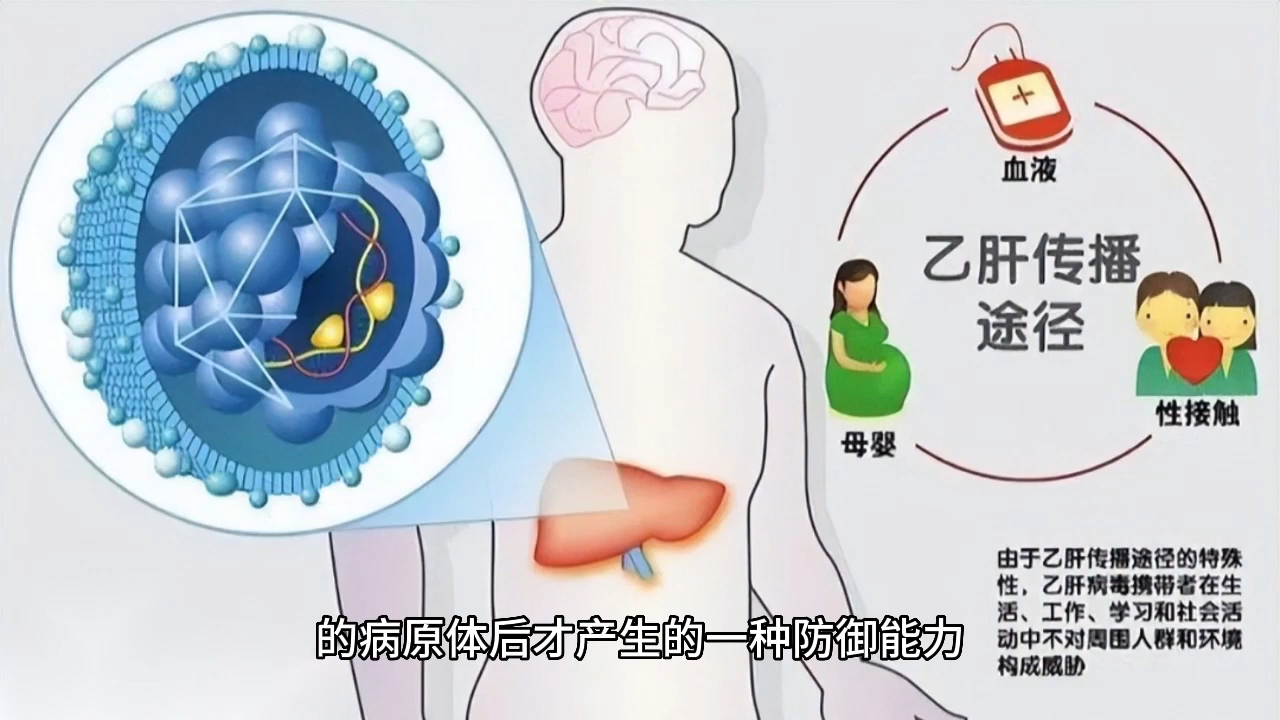 血液
乙肝传播
途径
性接触
母婴
由于乙肝传播途径的特殊
性，乙肝病毒携带者在生
活、工作、学习和社会活
动中不对周围人群和环境
构成威胁
的病原体后才产生的一种防御能力